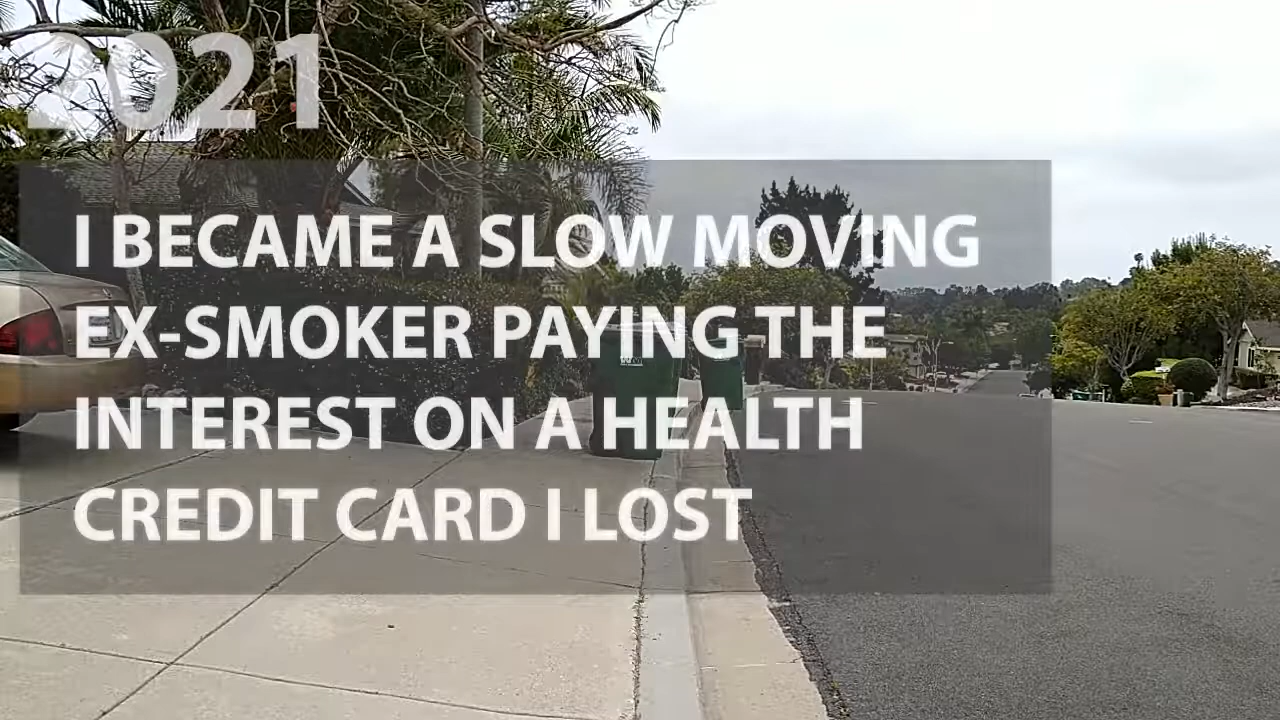 2021
I BECAME A SLOW MOVING
EX-SMOKER PAYING THE
INTEREST ON A HEALTH
CREDIT CARD I LOST